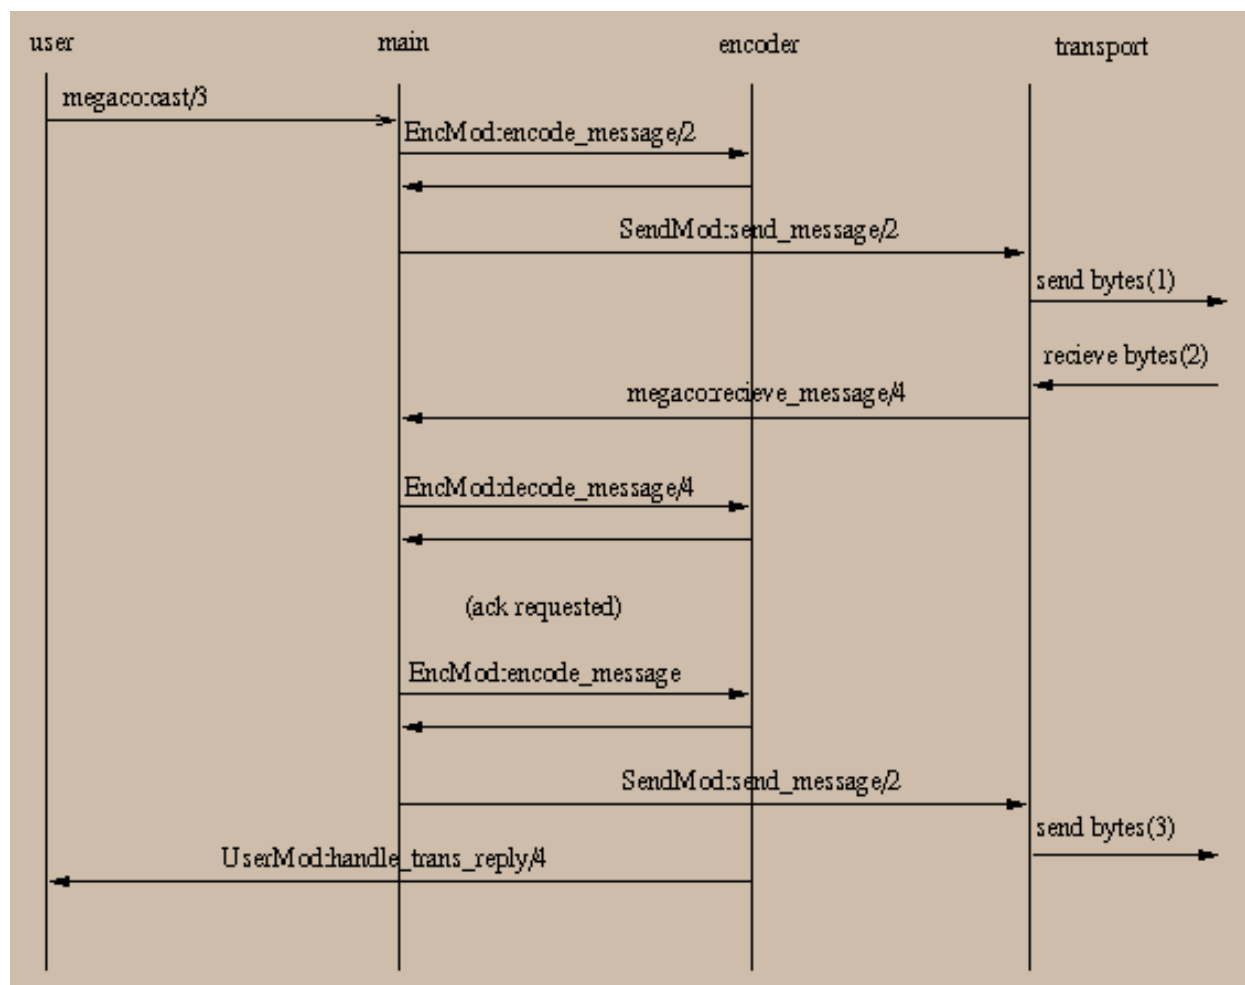 user
main
encoder
transport
megaco:cast/3
EncMod:encode_message/2
SendMod:send_message/2
send bytes(1)
recieve bytes(2)
megaco:recieve_message/4
EncMod:decode_message/4
(ack requested)
EncMod:encode_message
SendMod:send_message/2
send bytes(3)
UserMod:handle_trans_reply/4